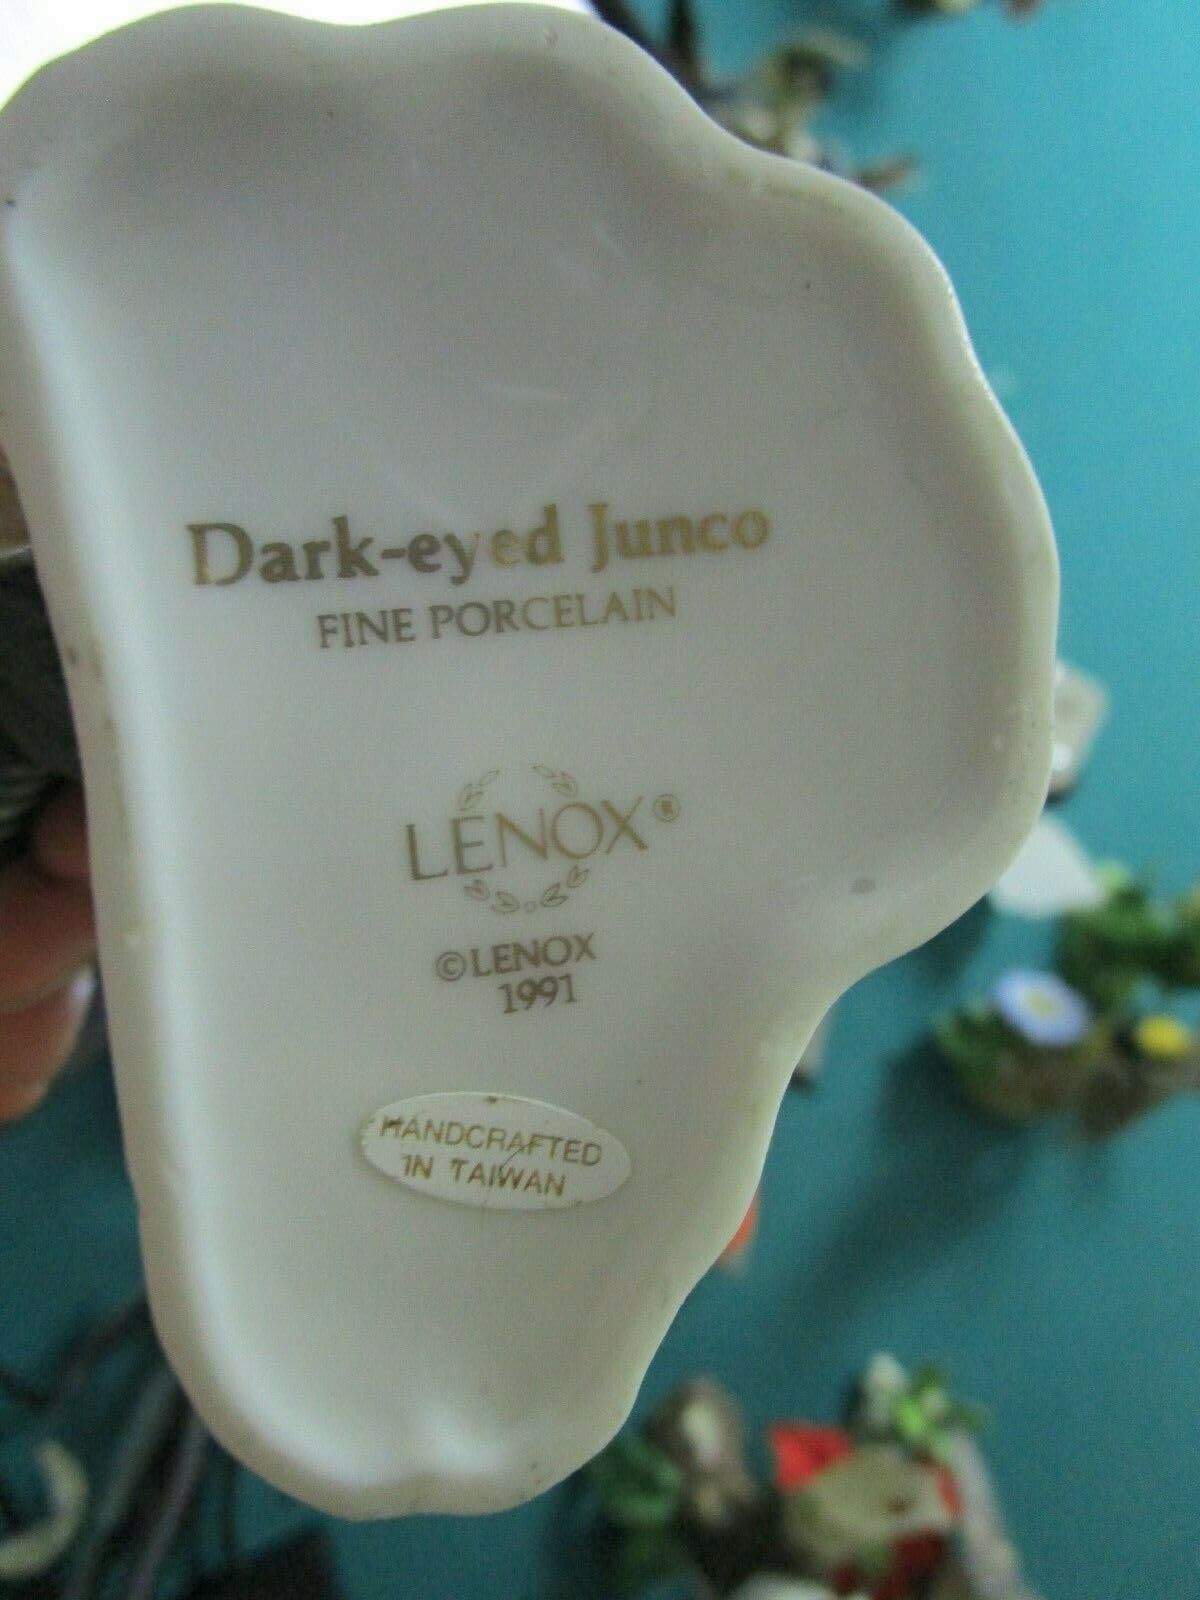 Dark-eyed Junco
FINE PORCELAIN
LENOX®
©LENOX
1991
HANDCRAFTED
IN TAIWAN